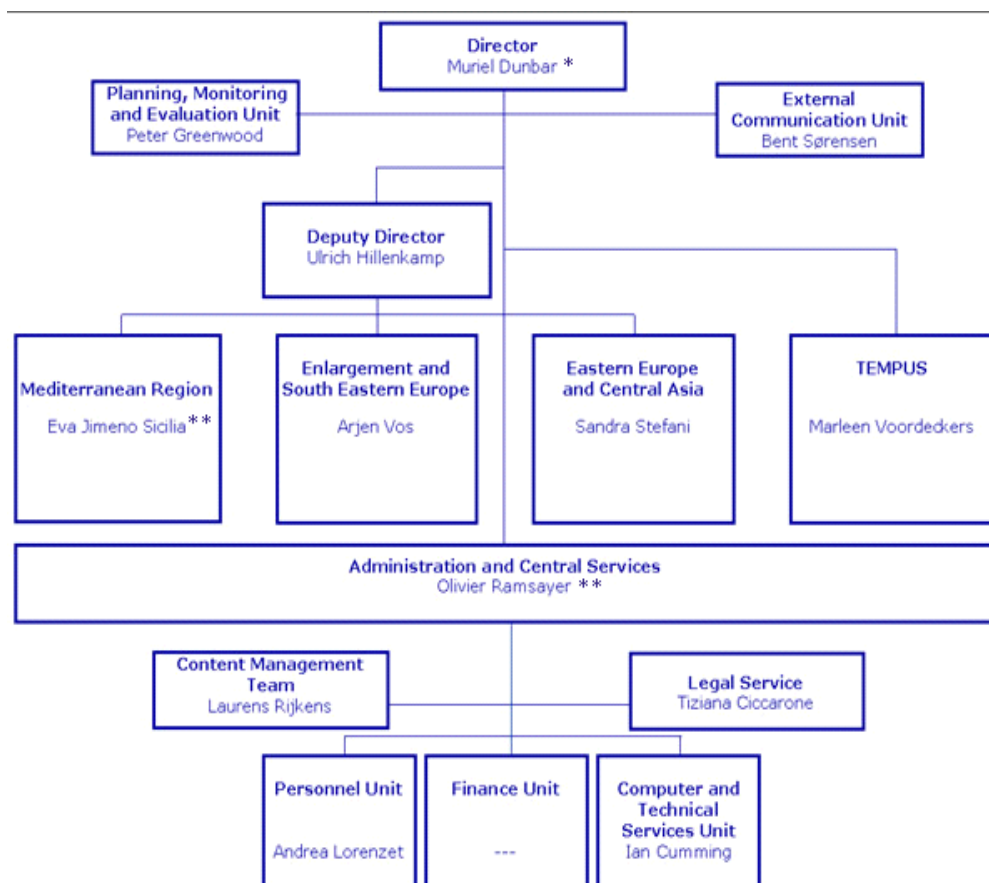 Director
Muriel Dunbar *
Planning, Monitoring
and Evaluation Unit
Peter Greenwood
External
Communication Unit
Bent Sørensen
Deputy Director
Ulrich Hillenkamp
Mediterranean Region
Eva Jimeno Sicilia**
Enlargement and
South Eastern Europe
Arjen Vos
Eastern Europe
and Central Asia
Sandra Stefani
TEMPUS
Marleen Voordeckers
Administration and Central Services
Olivier Ramsayer **
Content Management
Team
Laurens Rijkens
Legal Service
Tiziana Ciccarone
Personnel Unit
Andrea Lorenzet
Finance Unit
---
Computer and
Technical
Services Unit
Ian Cumming